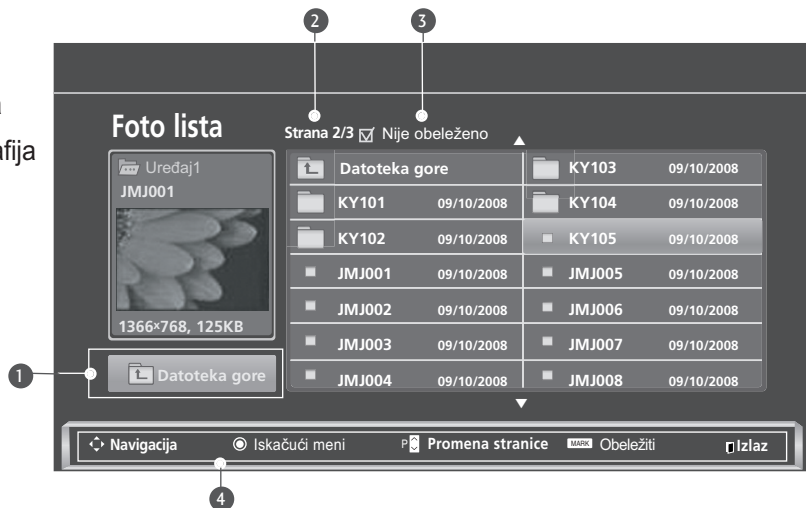 2 3
afija
Foto lista
Strana 2/3 Nije obeleženo
Uređaj1
JMJ001
1366x768, 125KB
1 Datoteka gore
Datoteka gore
KY101 09/10/2008
KY102 09/10/2008
JMJ001 09/10/2008
JMJ002 09/10/2008
JMJ003 09/10/2008
JMJ004 09/10/2008
KY103 09/10/2008
KY104 09/10/2008
KY105 09/10/2008
JMJ005 09/10/2008
JMJ006 09/10/2008
JMJ007 09/10/2008
JMJ008 09/10/2008
Navigacija Iskačući meni P Promena stranice MARK Obeležiti Izlaz
4